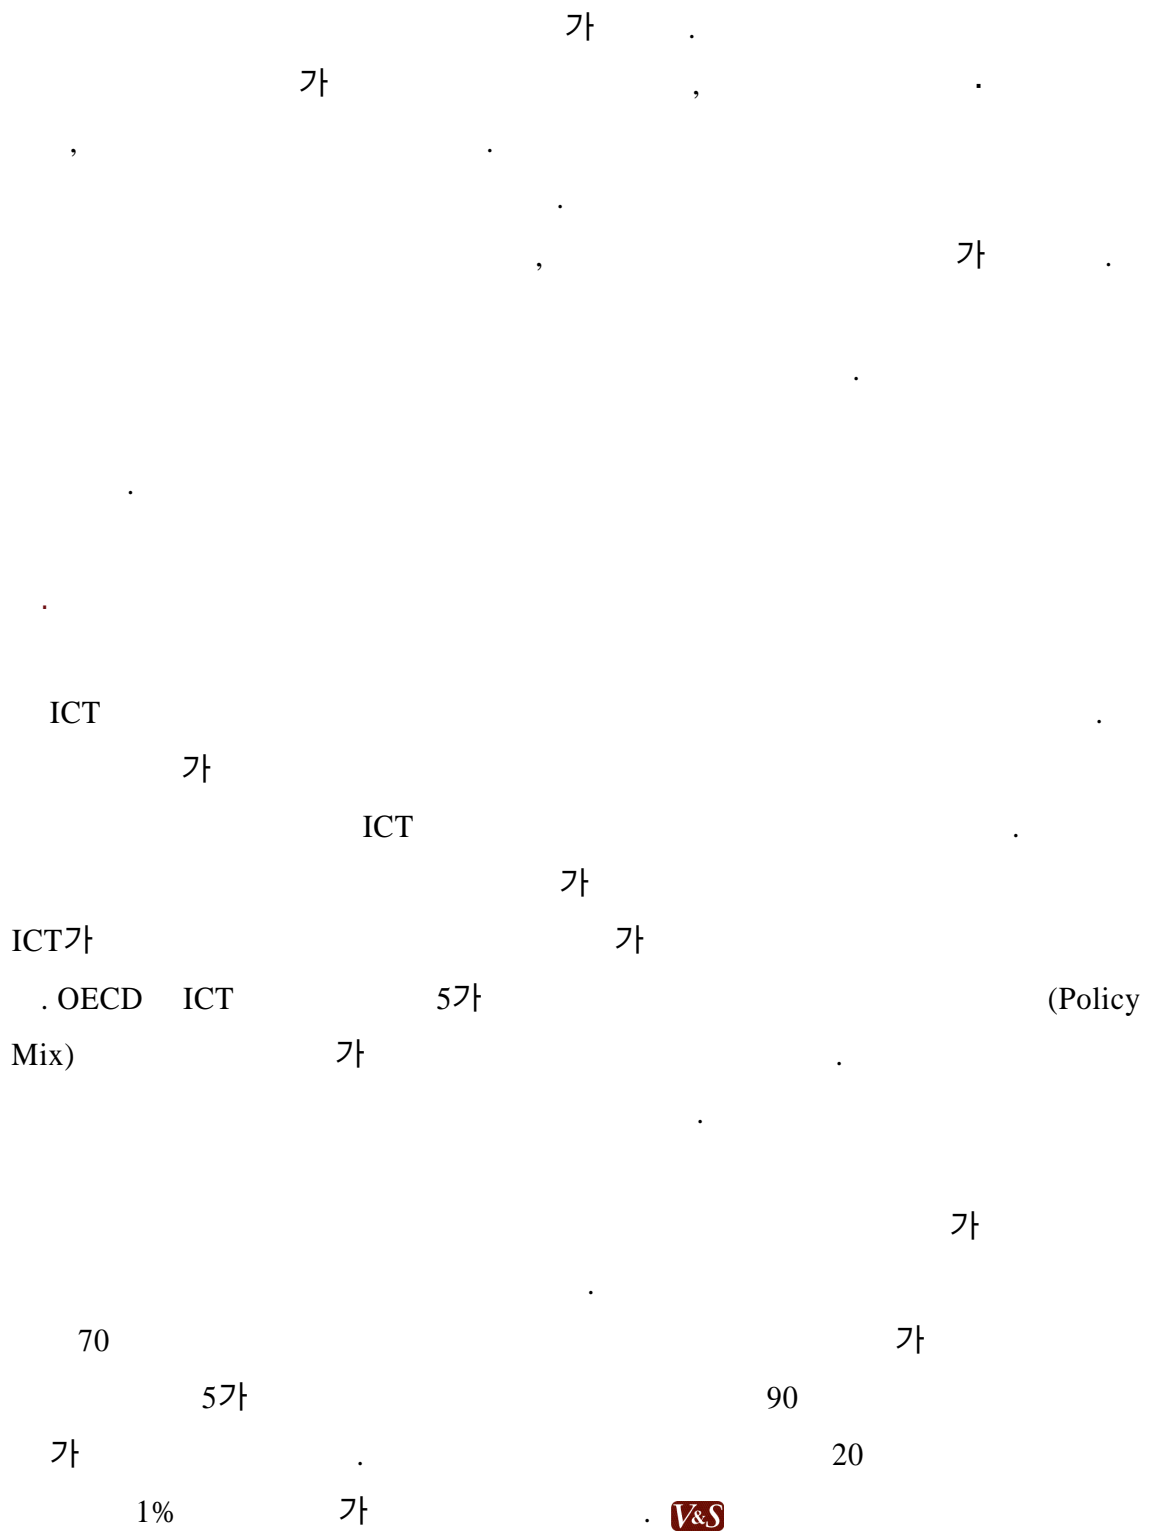 가 .
가 , .
, .
.
, 가 .
.
.
.
ICT .
가
ICT .
가
ICT가 가
. OECD ICT 5가 (Policy
Mix) 가 .
.
가
.
70 가
5가 90
가 . 20
1% 가 . V&S